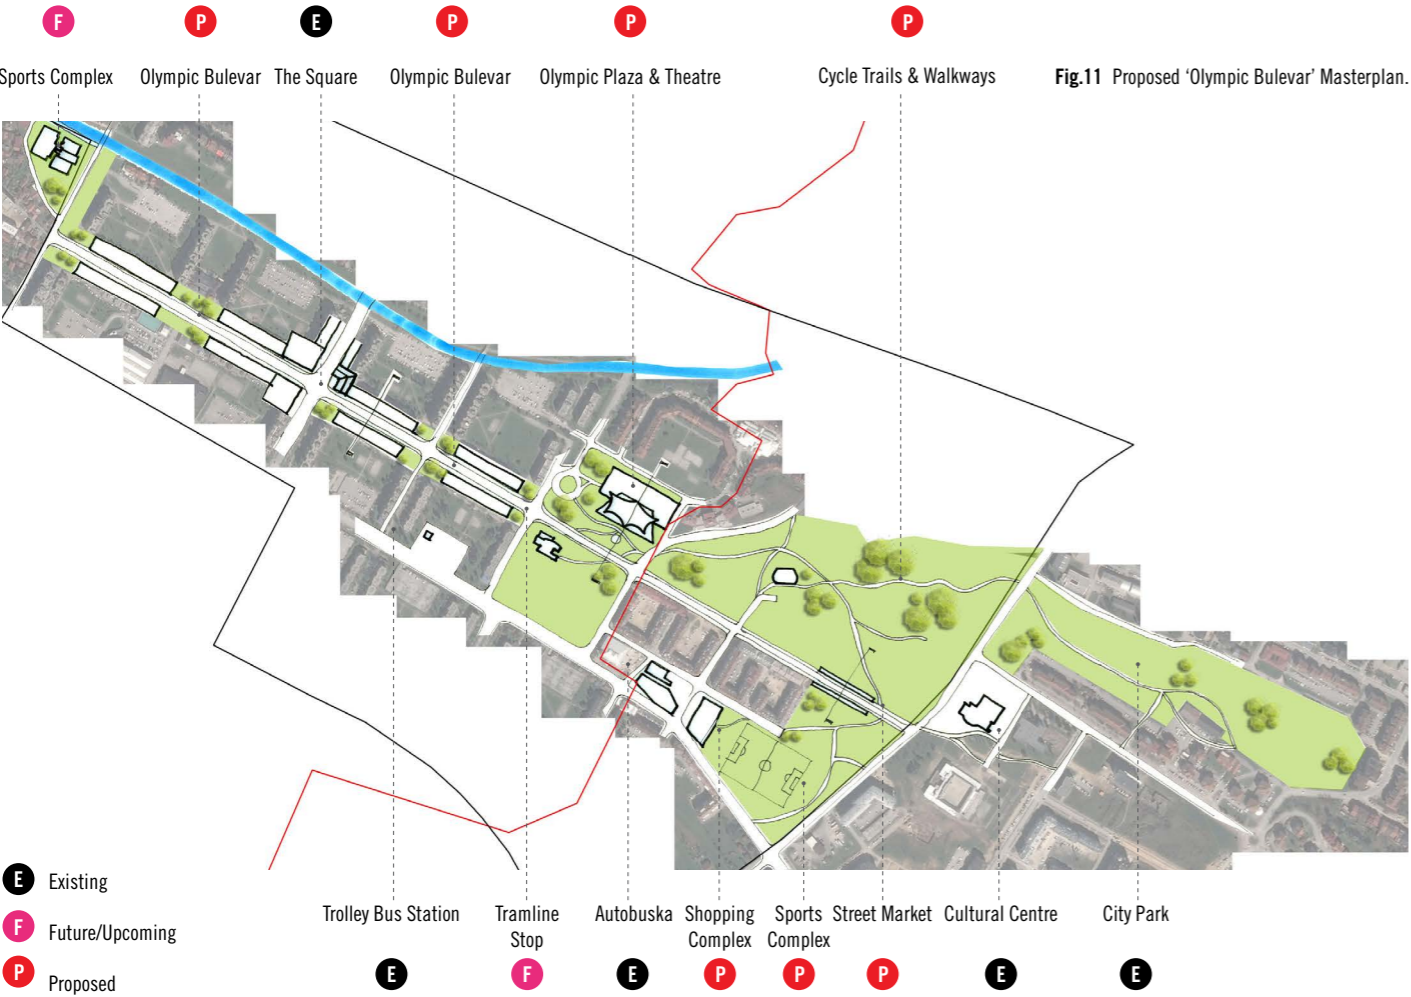 F P E P P P
Sports Complex Olympic Bulevar The Square Olympic Bulevar Olympic Plaza & Theatre Cycle Trails & Walkways Fig.11 Proposed ‘Olympic Bulevar’ Masterplan.
E Existing
F Future/Upcoming
P Proposed
Trolley Bus Station Tramline Autobuska Shopping Sports Street Market Cultural Centre City Park
Stop Complex Complex
E F E P P P E E